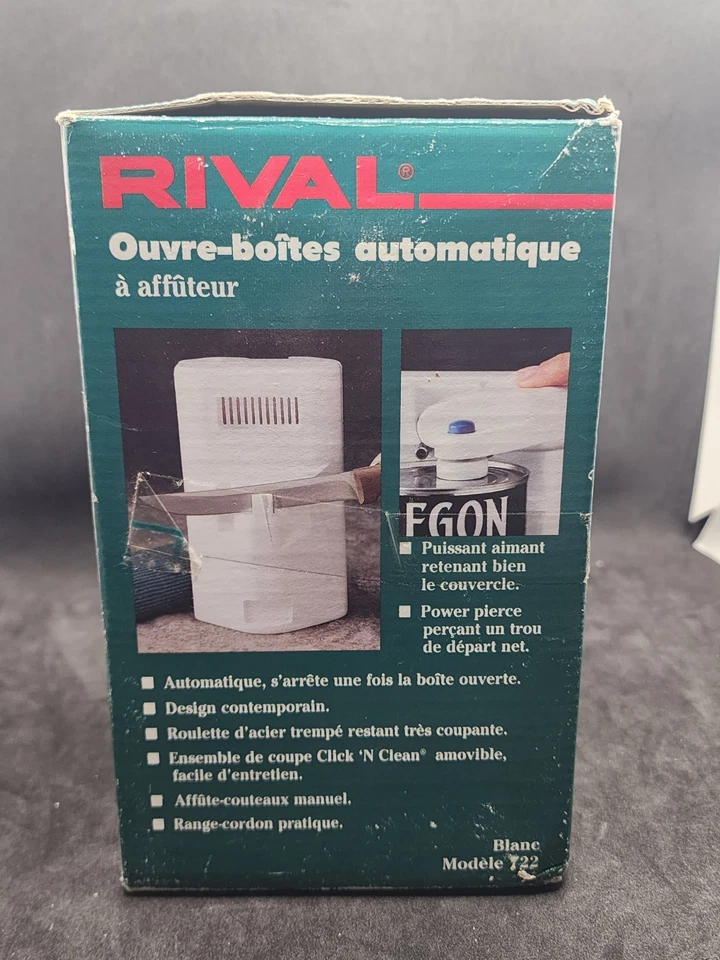 RIVAL®
Ouvre-boîtes automatique
à affûteur
EGON
Puissant aimant
retenant bien
le couvercle.
Power pierce
perçant un trou
de départ net.
Automatique, s'arrête une fois la boîte ouverte.
Design contemporain.
Roulette d'acier trempé restant très coupante.
Ensemble de coupe Click 'N Clean® amovible,
facile d'entretien.
Affûte-couteaux manuel.
Range-cordon pratique.
Blanc
Modèle 722